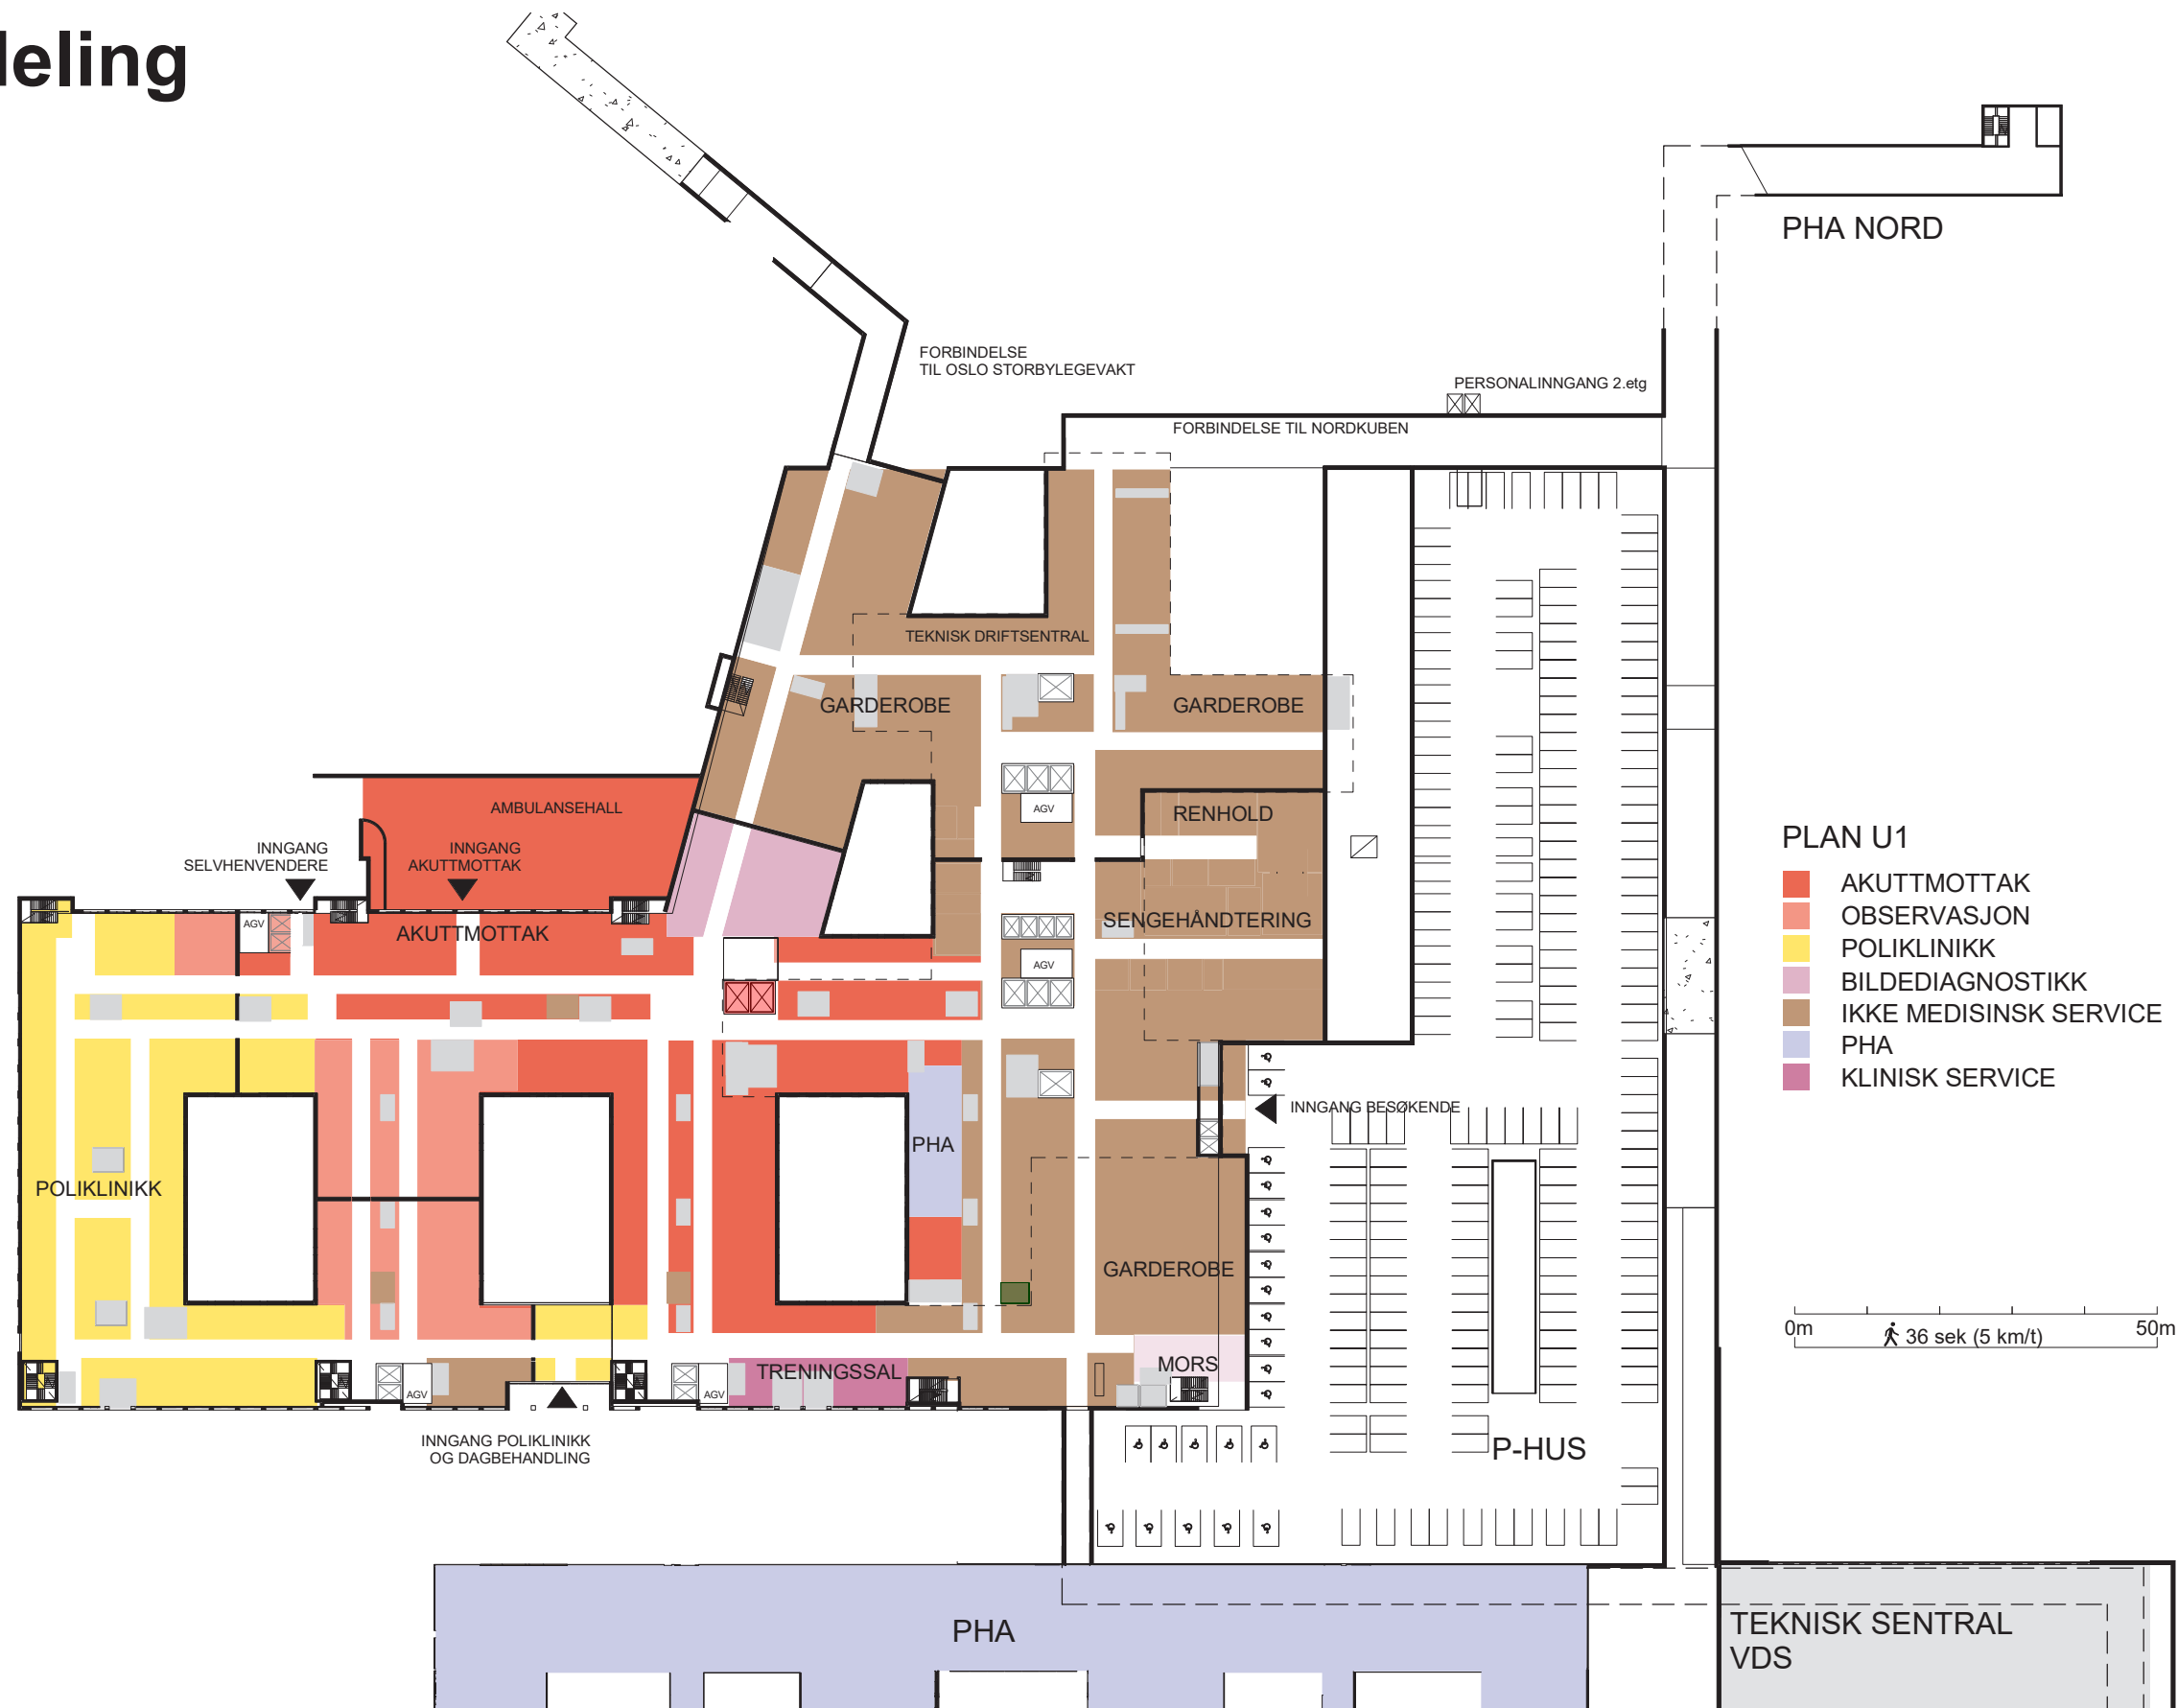 deling
PHA NORD
FORBINDELSE
TIL OSLO STORBYLEGEVAKT
PERSONALINNGANG 2.etg
FORBINDELSE TIL NORDKUBEN
TEKNISK DRIFTSENTRAL
GARDEROBE
GARDEROBE
AMBULANSEHALL
AGV
RENHOLD
INNGANG
SELVHENVENDERE
INNGANG
AKUTTMOTTAK
PLAN U1
AKUTTMOTTAK
OBSERVASJON
POLIKLINIKK
BILDEDIAGNOSTIKK
IKKE MEDISINSK SERVICE
PHA
KLINISK SERVICE
AGV
AKUTTMOTTAK
SENGEHÅNDTERING
AGV
INNGANG BESØKENDE
PHA
POLIKLINIKK
GARDEROBE
0m
36 sek (5 km/t)
50m
MORS
TRENINGSSAL
AGV
AGV
INNGANG POLIKLINIKK
OG DAGBEHANDLING
P-HUS
PHA
TEKNISK SENTRAL
VDS